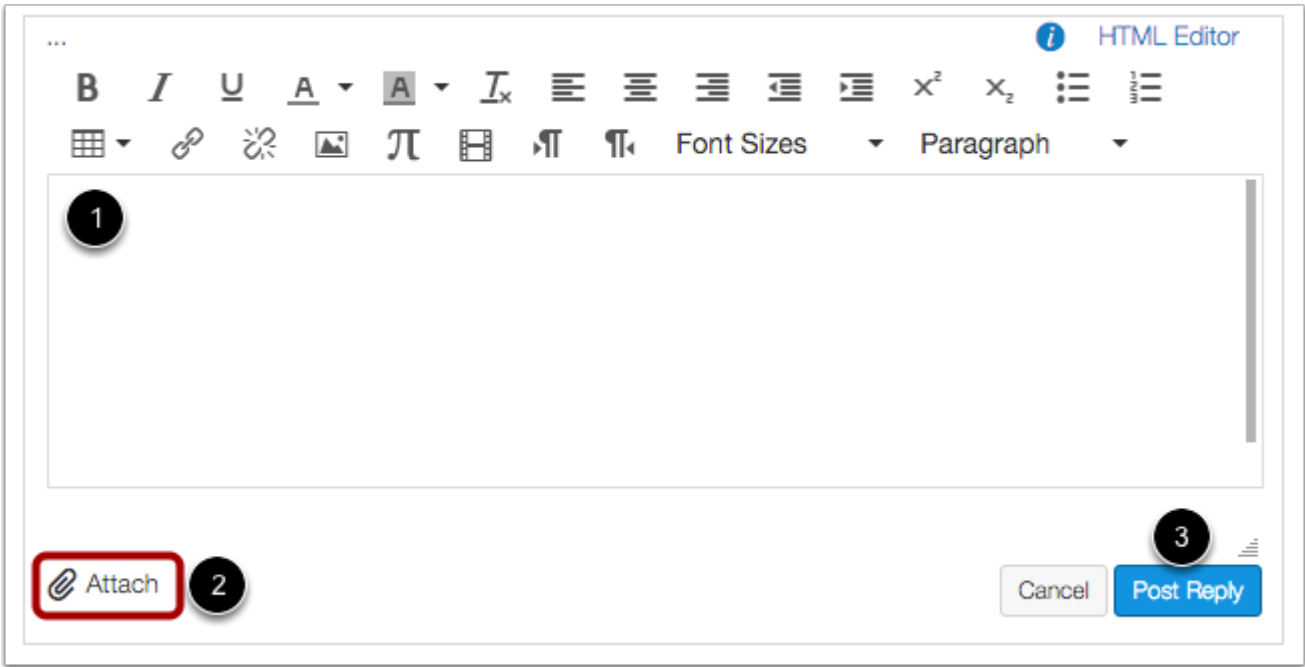 ...
HTML Editor
B I U A A T
Font Sizes Paragraph
1
3
Attach 2
Cancel Post Reply